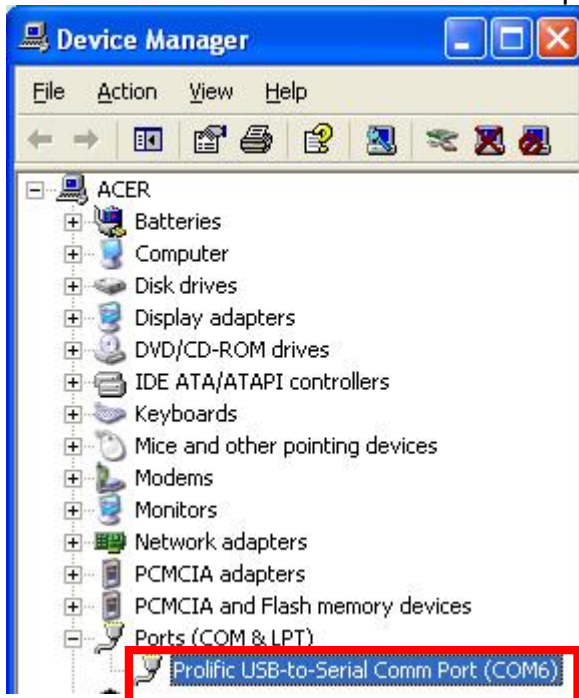 Device Manager
File Action View Help
ACER
Batteries
Computer
Disk drives
Display adapters
DVD/CD-ROM drives
IDE ATA/ATAPI controllers
Keyboards
Mice and other pointing devices
Modems
Monitors
Network adapters
PCMCIA adapters
PCMCIA and Flash memory devices
Ports (COM & LPT)
Prolific USB-to-Serial Comm Port (COM6)